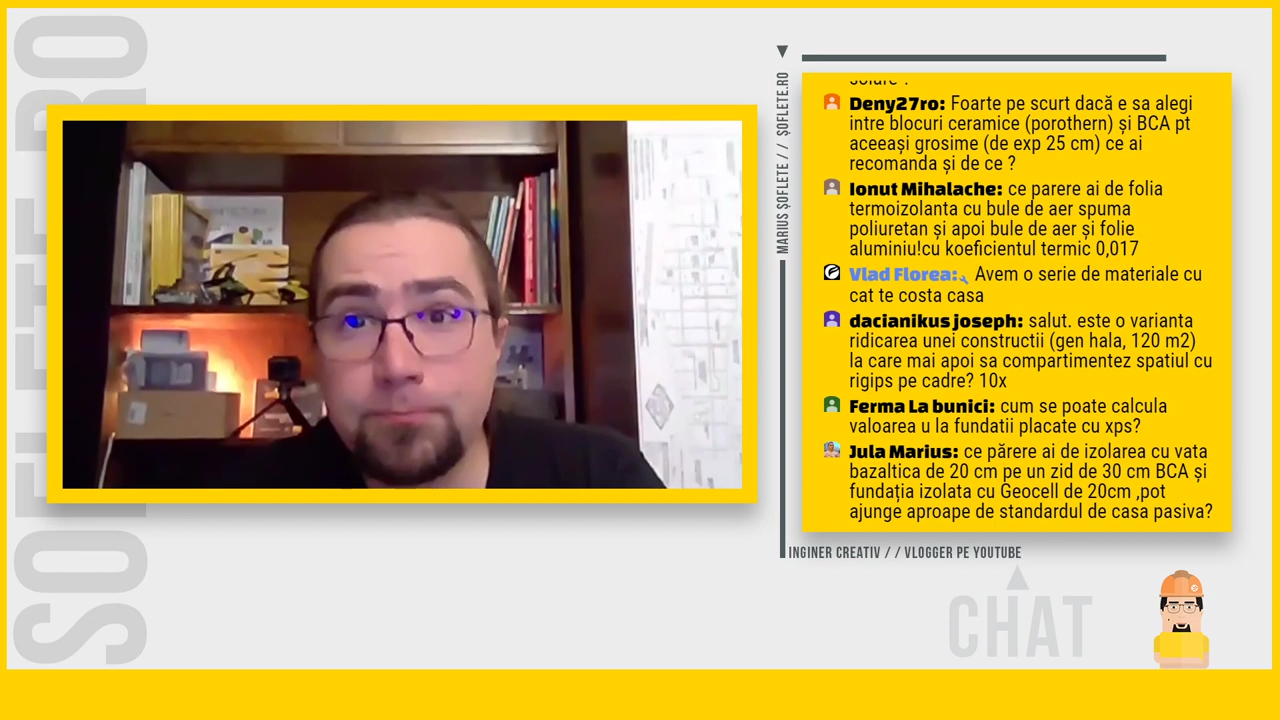 SOFLETE.RO
MARIUS ȘOFLETE / / ȘOFLETE.RO
solare ?
Deny27ro: Foarte pe scurt dacă e sa alegi
intre blocuri ceramice (porothern) și BCA pt
aceeași grosime (de exp 25 cm) ce ai
recomanda și de ce ?
Ionut Mihalache: ce parere ai de folia
termoizolanta cu bule de aer spuma
poliuretan și apoi bule de aer și folie
aluminiu!cu koeficientul termic 0,017
Vlad Florea: Avem o serie de materiale cu
cat te costa casa
dacianikus joseph: salut. este o varianta
ridicarea unei constructii (gen hala, 120 m2)
la care mai apoi sa compartimentez spatiul cu
rigips pe cadre? 10x
Ferma La bunici: cum se poate calcula
valoarea u la fundatii placate cu xps?
Jula Marius: ce părere ai de izolarea cu vata
bazaltica de 20 cm pe un zid de 30 cm BCA și
fundația izolata cu Geocell de 20cm ,pot
ajunge aproape de standardul de casa pasiva?
INGINER CREATIV / / VLOGGER PE YOUTUBE
CHAT